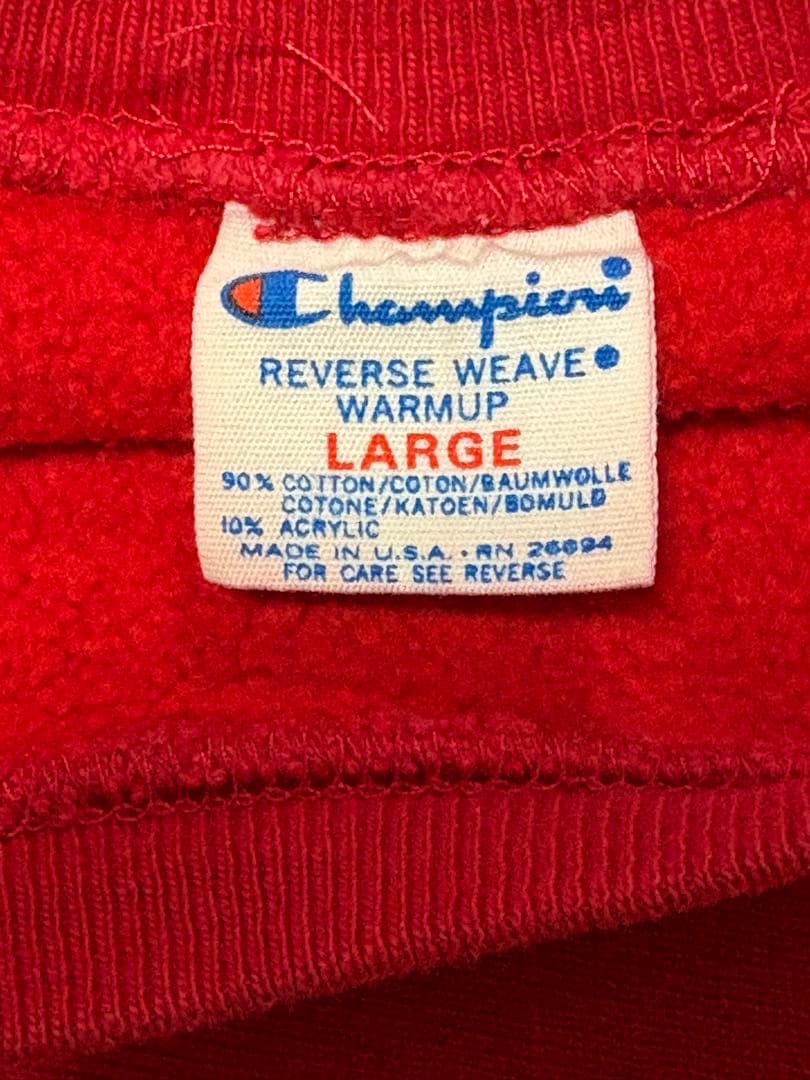 Champion
REVERSE WEAVE
WARMUP
LARGE
90% COTTON/COTON/BAUMWOLLE
COTONE/KATOEN/BOMULD
10% ACRYLIC
MADE IN U.S.A. · RN 26094
FOR CARE SEE REVERSE